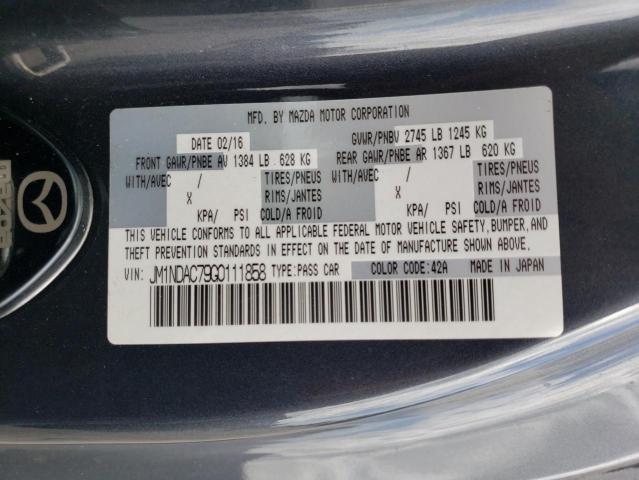 MFD. BY MAZDA MOTOR CORPORATION
DATE 02/16 GVWR/PNBV 2745 LB 1245 KG
FRONT GAWR/PNBE AV 1384 LB 628 KG REAR GAWR/PNBE AR 1367 LB 620 KG
WITH/AVEC / TIRES/PNEUS WITH/AVEC / TIRES/PNEUS
X RIMS/JANTES X RIMS/JANTES
KPA/ PSI COLD/A FROID KPA/ PSI COLD/A FROID
THIS VEHICLE CONFORMS TO ALL APPLICABLE FEDERAL MOTOR VEHICLE SAFETY, BUMPER, AND
THEFT PREVENTION STANDARDS IN EFFECT ON THE DATE OF MANUFACTURE SHOWN ABOVE.
VIN: JM1NDAC79G0111858 TYPE:PASS CAR COLOR CODE:42A MADE IN JAPAN
mazda